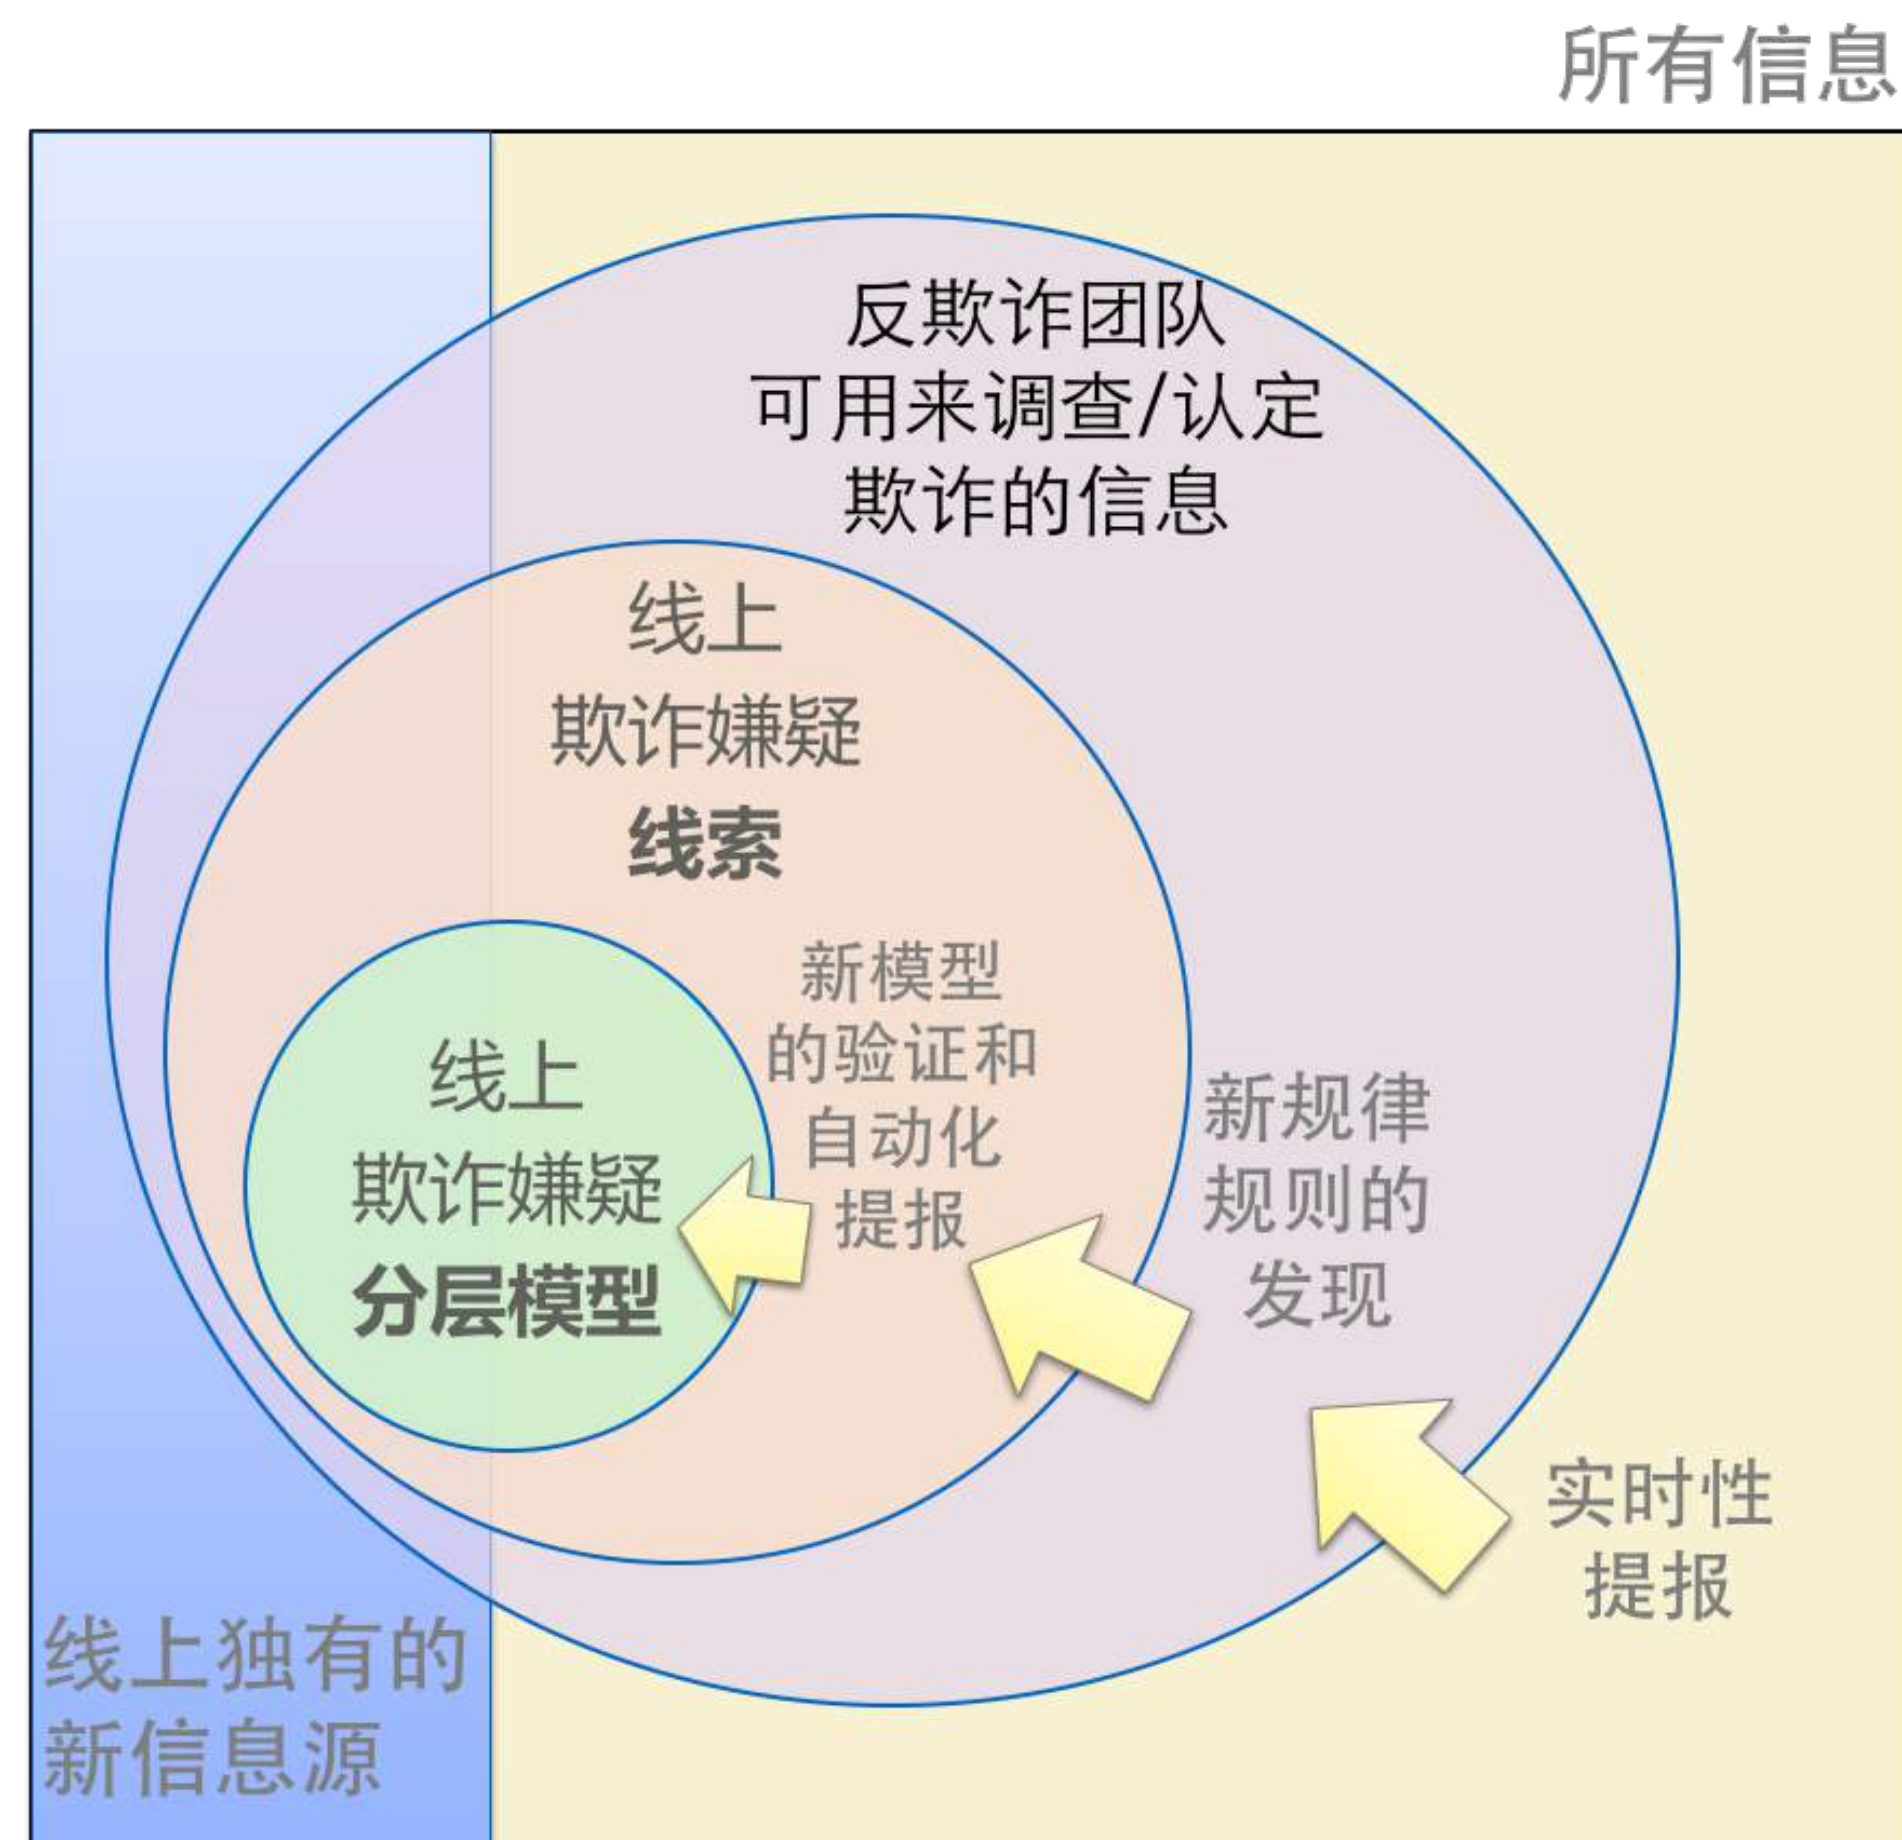 所有信息
反欺诈团队
可用来调查/认定
欺诈的信息
线上
欺诈嫌疑
线索
新模型
的验证和
自动化
提报
线上
欺诈嫌疑
分层模型
新规律
规则的
发现
实时性
提报
线上独有的
新信息源